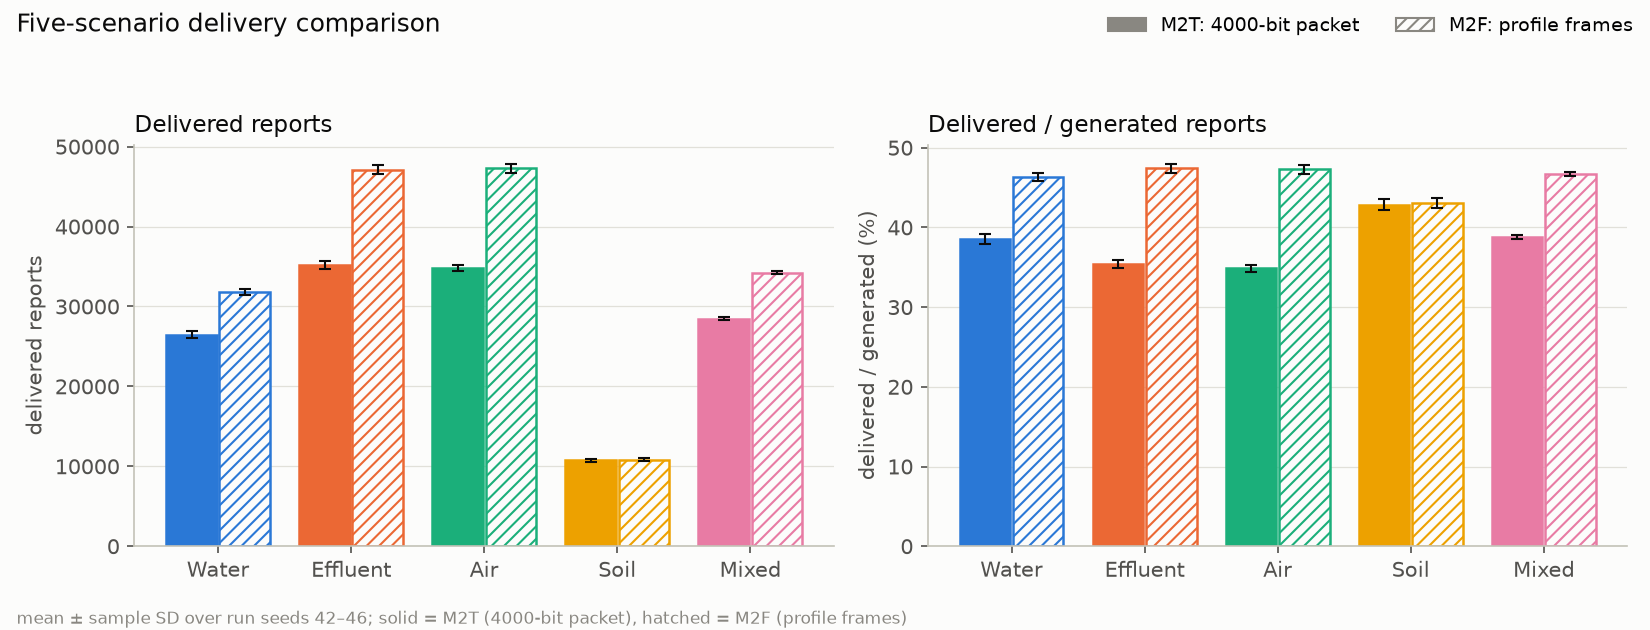 Five-scenario delivery comparison
M2T: 4000-bit packet
M2F: profile frames
Delivered reports
50000
40000
30000
20000
10000
0
delivered reports
Water
Effluent
Air
Soil
Mixed
Delivered / generated reports
50
40
30
20
10
0
delivered / generated (%)
Water
Effluent
Air
Soil
Mixed
mean ± sample SD over run seeds 42–46; solid = M2T (4000-bit packet), hatched = M2F (profile frames)